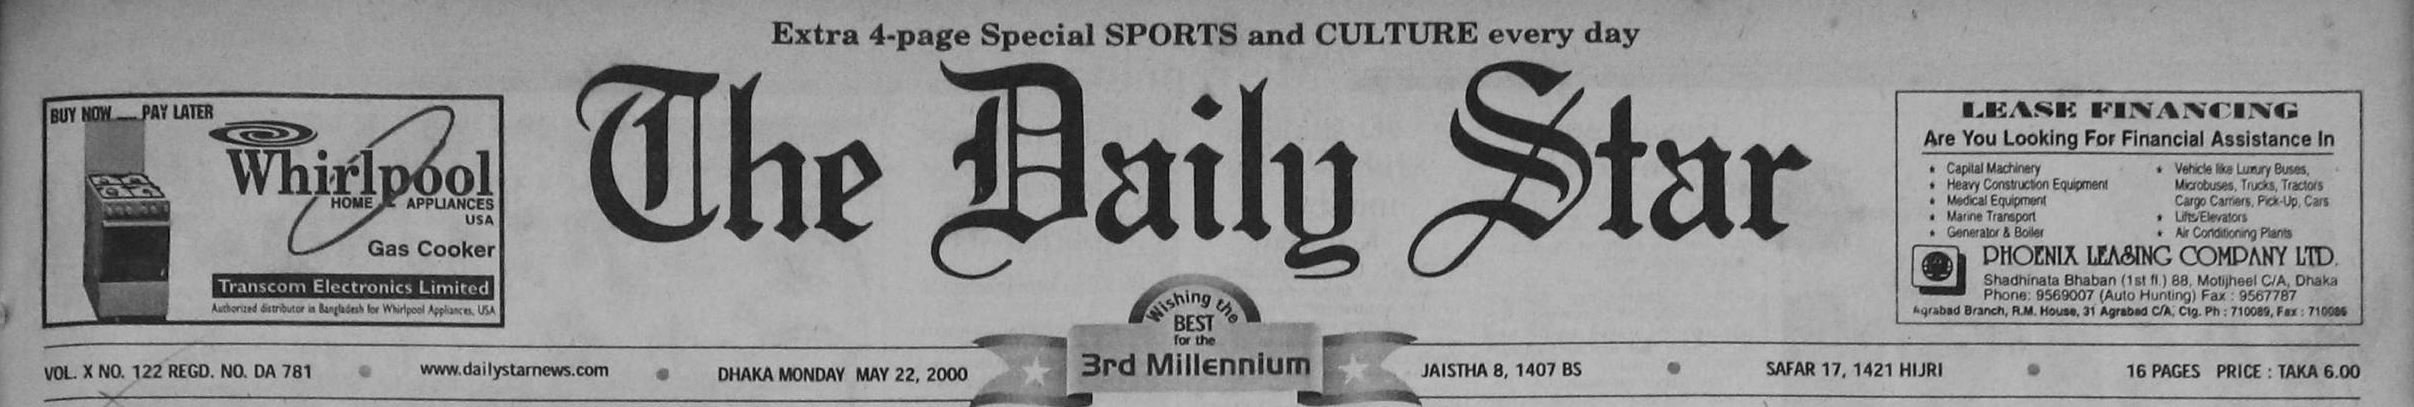 Extra 4-page Special SPORTS and CULTURE every day
BUY NOW.... PAY LATER
Whirlpool
HOME APPLIANCES
USA
Gas Cooker
Transcom Electronics Limited
Authorized distributor in Bangladesh for Whirlpool Appliances, USA
The Daily Star
Wishing the
BEST
for the
3rd Millennium
LEASE FINANCING
Are You Looking For Financial Assistance In
* Capital Machinery
* Heavy Construction Equipment
* Medical Equipment
* Marine Transport
* Generator & Boiler
* Vehicle like Luxury Buses,
Microbuses, Trucks, Tractors
Cargo Carriers, Pick-Up, Cars
* Lifts/Elevators
* Air Conditioning Plants
PHOENIX LEASING COMPANY LTD.
Shadhinata Bhaban (1st fl.) 88, Motijheel C/A, Dhaka
Phone: 9569007 (Auto Hunting) Fax : 9567787
Agrabad Branch, R.M. House, 31 Agrabad C/A, Ctg. Ph : 710089, Fax : 710086
VOL. X NO. 122 REGD. NO. DA 781
www.dailystarnews.com
DHAKA MONDAY MAY 22, 2000
JAISTHA 8, 1407 BS
SAFAR 17, 1421 HIJRI
16 PAGES PRICE : TAKA 6.00